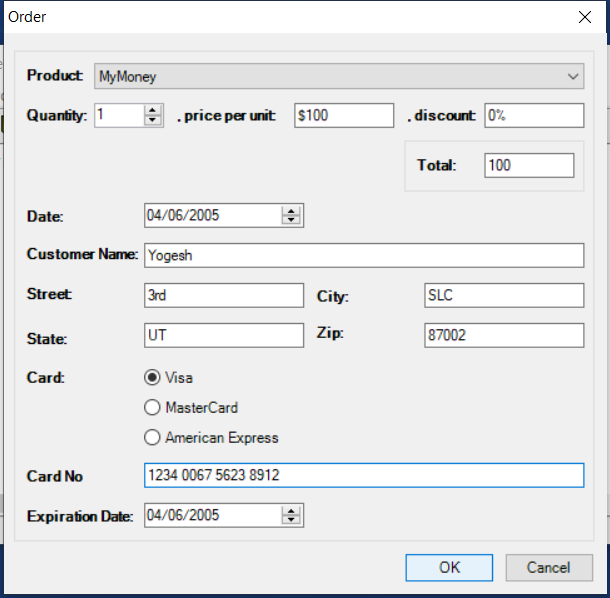 Order
Product: MyMoney
Quantity: 1 . price per unit: $100 . discount: 0%
Total: 100
Date: 04/06/2005
Customer Name: Yogesh
Street: 3rd City: SLC
State: UT Zip: 87002
Card: Visa
MasterCard
American Express
Card No 1234 0067 5623 8912
Expiration Date: 04/06/2005
OK Cancel